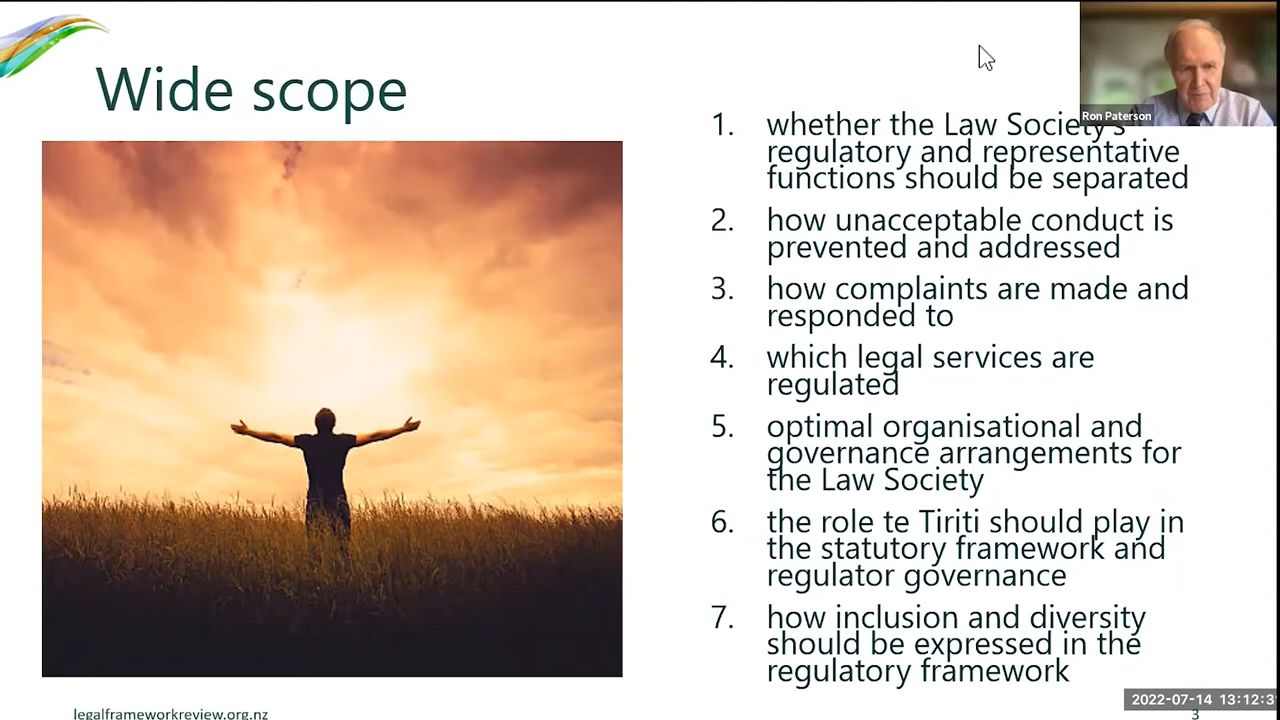 Wide scope
Ron Paterson
1. whether the Law Society's
regulatory and representative
functions should be separated
2. how unacceptable conduct is
prevented and addressed
3. how complaints are made and
responded to
4. which legal services are
regulated
5. optimal organisational and
governance arrangements for
the Law Society
6. the role te Tiriti should play in
the statutory framework and
regulator governance
7. how inclusion and diversity
should be expressed in the
regulatory framework
2022-07-14 13:12:3
legalframeworkreview.org.nz
3